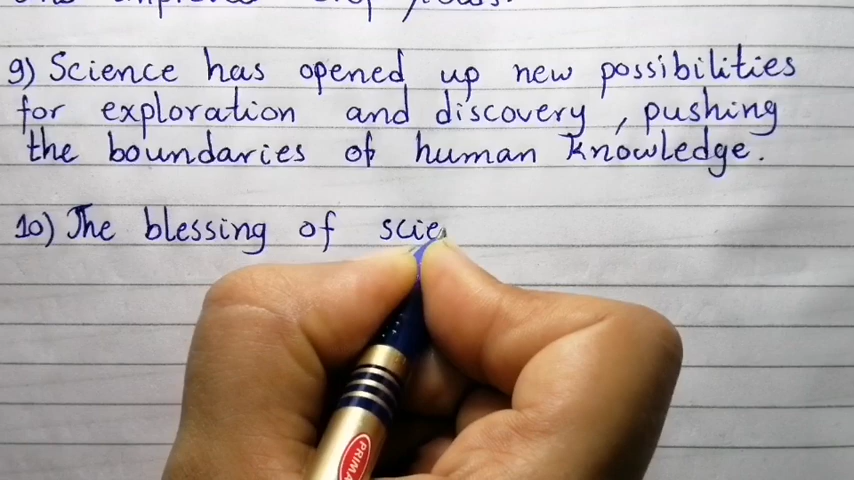 9) Science has opened up new possibilities
for exploration and discovery, pushing
the boundaries of human knowledge.
10) The blessing of scie
PRIMA